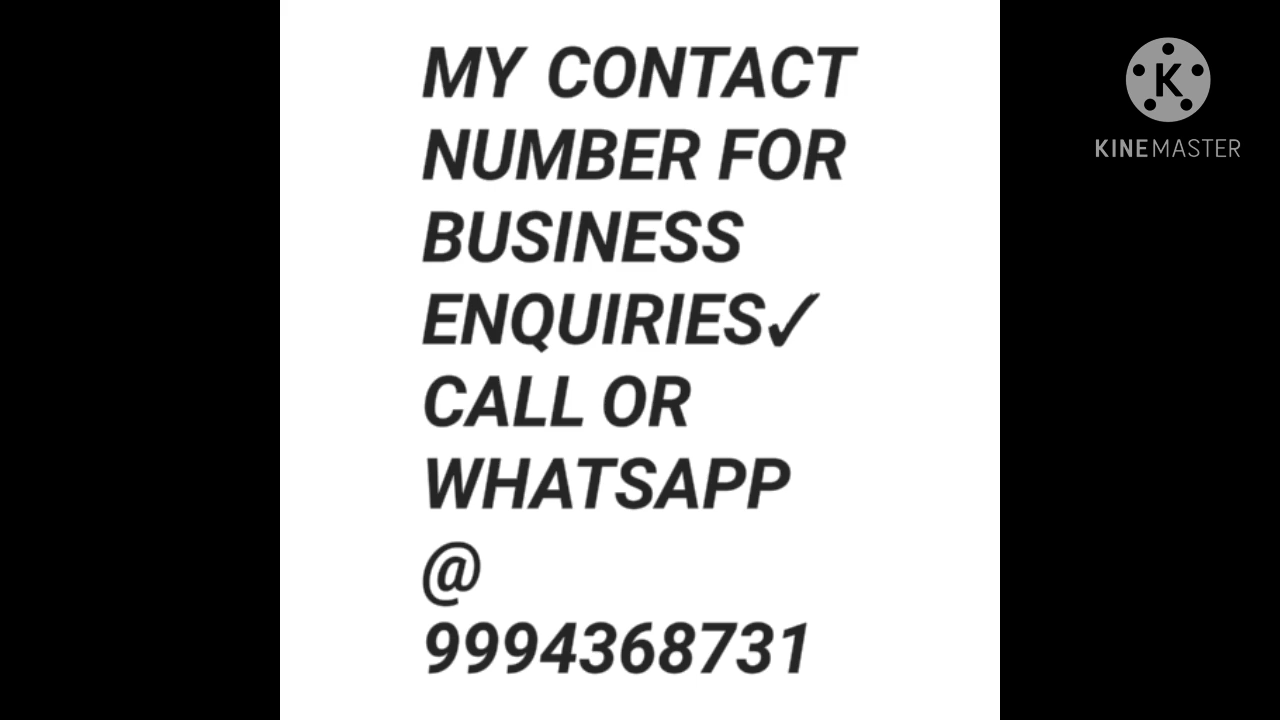 MY CONTACT
NUMBER FOR
BUSINESS
ENQUIRIES✓
CALL OR
WHATSAPP
@
9994368731
K
KINEMASTER